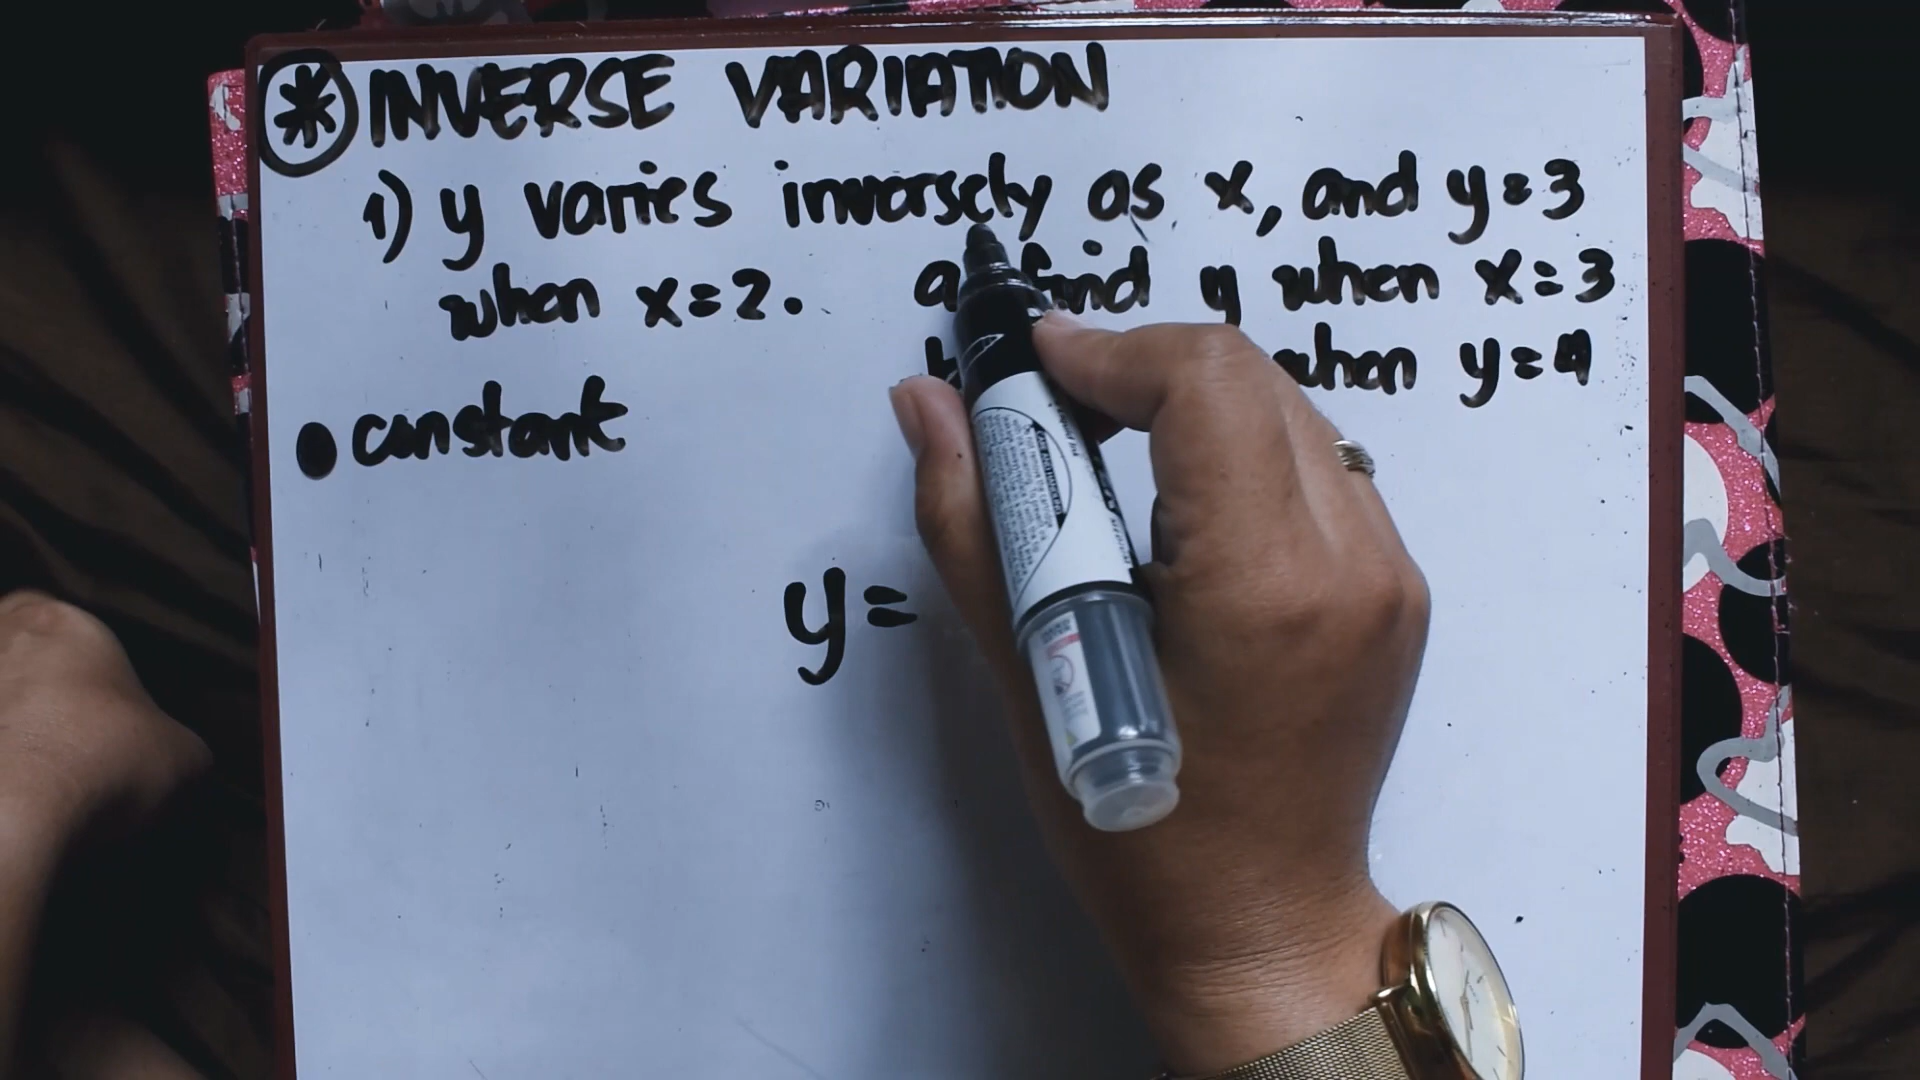 * INVERSE VARIATION
1) y varies inversely as x, and y=3
when x=2. a find y when x=3
when y=4
• constant
y=